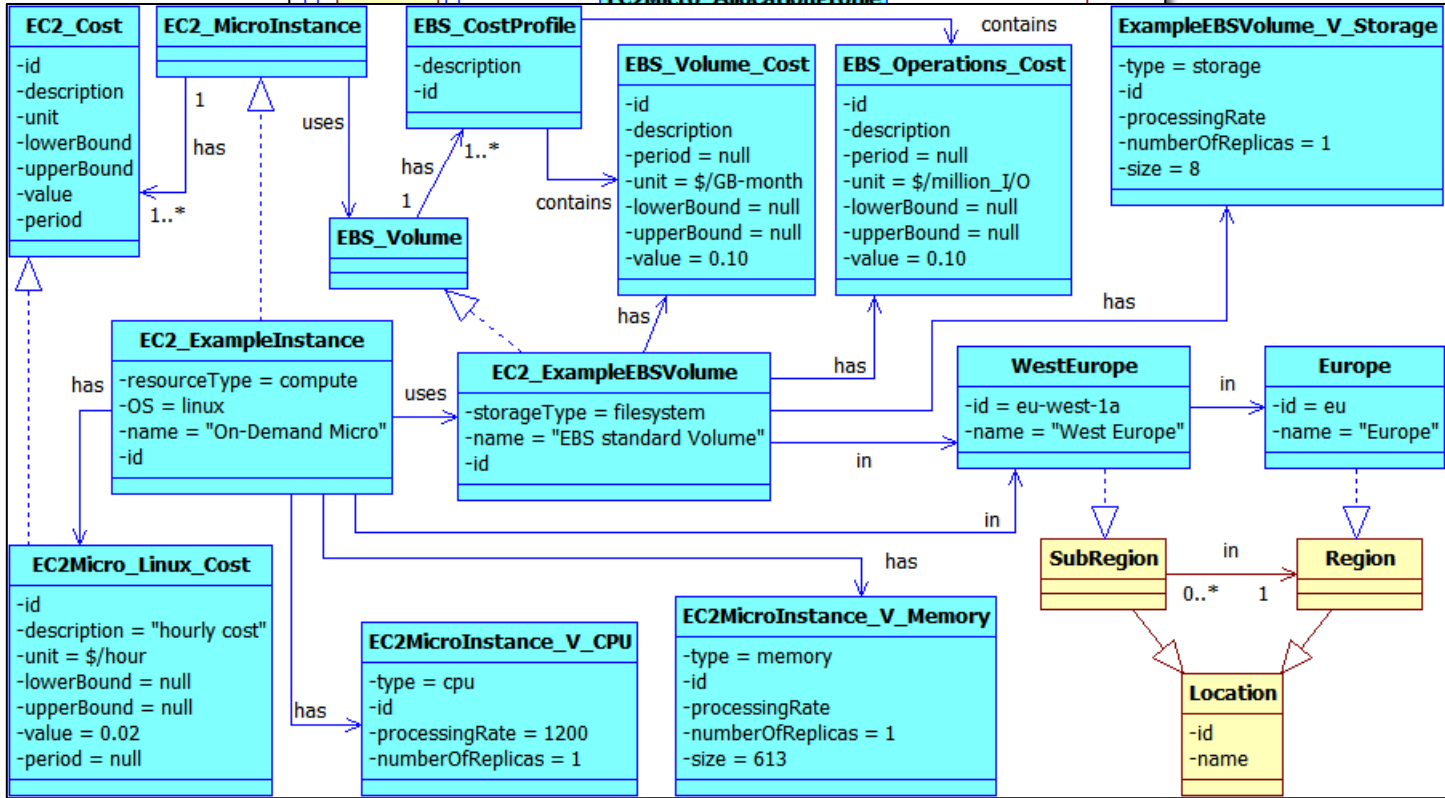 EC2_Cost
-id
-description
-unit
-lowerBound
-upperBound
-value
-period
EC2_MicroInstance
1
has
1..*
uses
EBS_CostProfile
-description
-id
contains
contains
has
1..*
1
EBS_Volume
EBS_Volume_Cost
-id
-description
-period = null
-unit = $/GB-month
-lowerBound = null
-upperBound = null
-value = 0.10
EBS_Operations_Cost
-id
-description
-period = null
-unit = $/million_I/O
-lowerBound = null
-upperBound = null
-value = 0.10
ExampleEBSVolume_V_Storage
-type = storage
-id
-processingRate
-numberOfReplicas = 1
-size = 8
has
has
has
EC2_ExampleInstance
-resourceType = compute
-OS = linux
-name = "On-Demand Micro"
-id
has
uses
EC2_ExampleEBSVolume
-storageType = filesystem
-name = "EBS standard Volume"
-id
in
in
WestEurope
-id = eu-west-1a
-name = "West Europe"
in
Europe
-id = eu
-name = "Europe"
EC2Micro_Linux_Cost
-id
-description = "hourly cost"
-unit = $/hour
-lowerBound = null
-upperBound = null
-value = 0.02
-period = null
has
EC2MicroInstance_V_CPU
-type = cpu
-id
-processingRate = 1200
-numberOfReplicas = 1
has
EC2MicroInstance_V_Memory
-type = memory
-id
-processingRate
-numberOfReplicas = 1
-size = 613
SubRegion
in
0..*
1
Region
Location
-id
-name